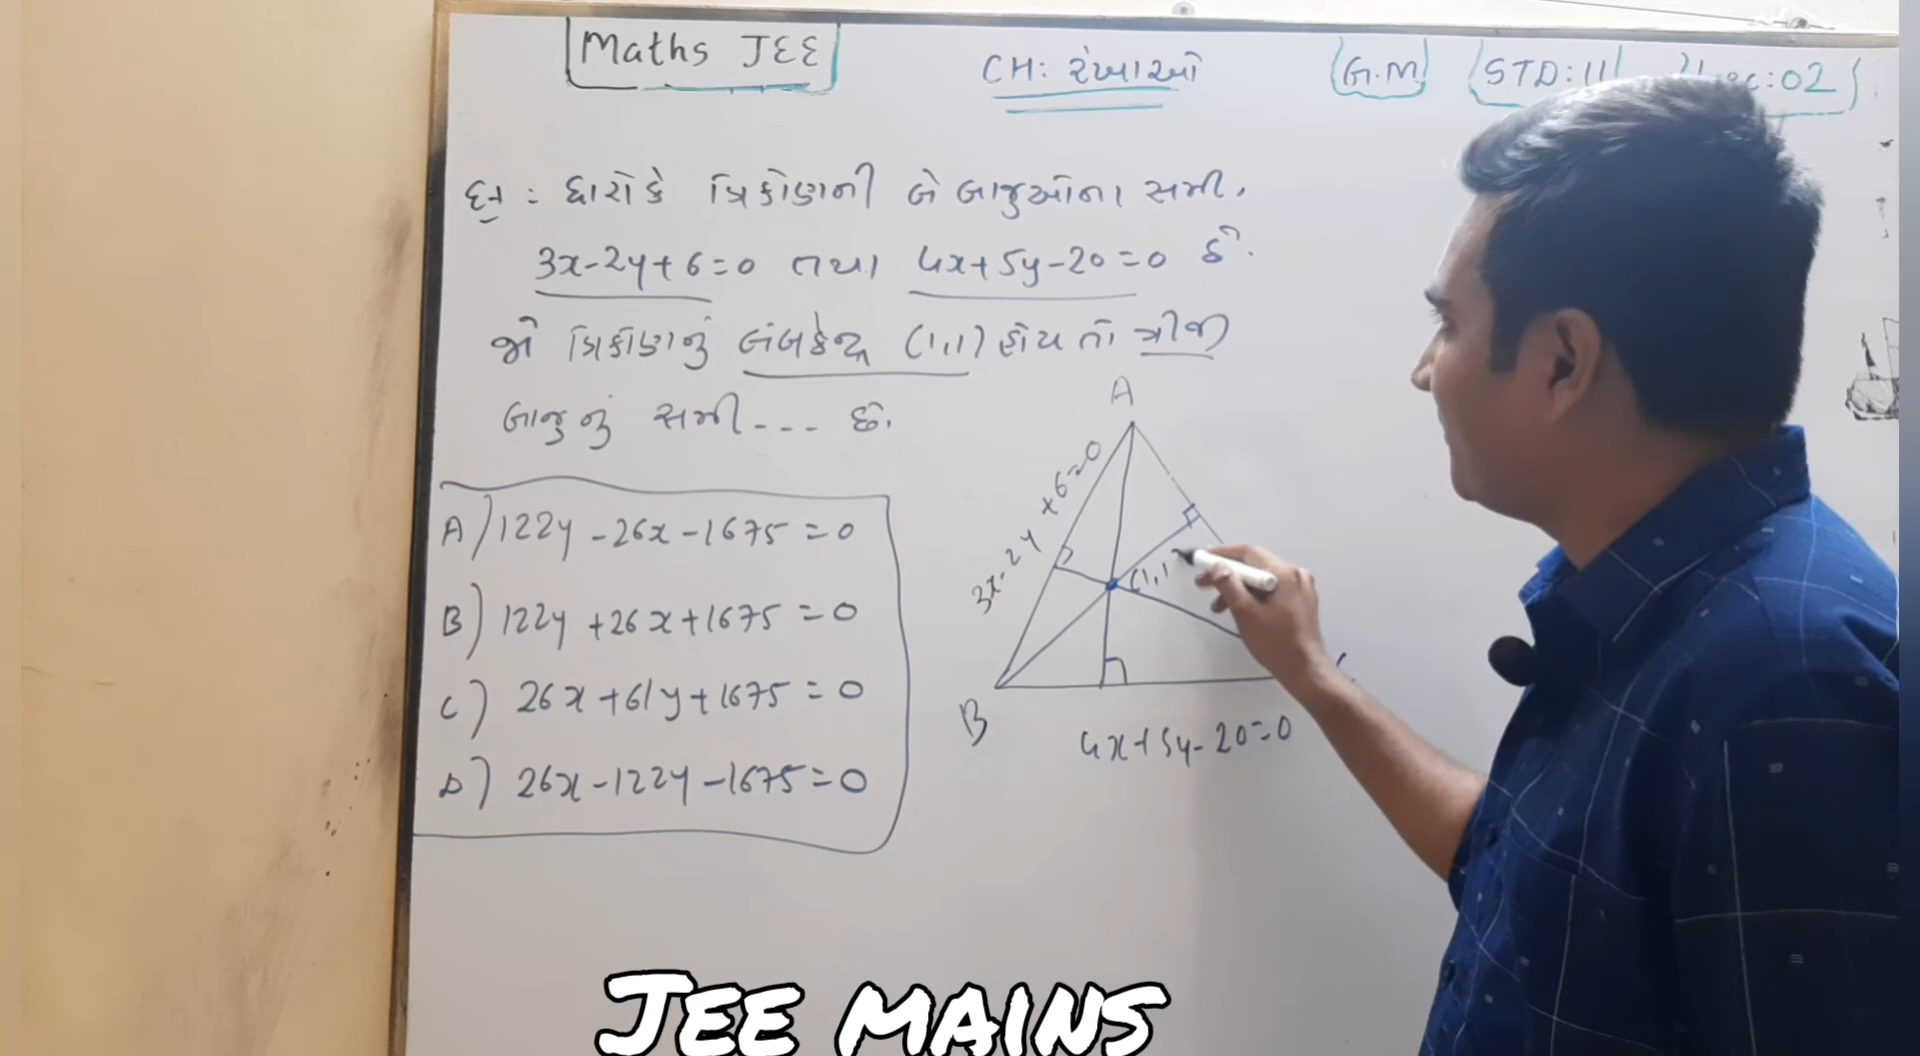 Maths JEE
CH: રેખાઓ
G.M
STD: 11
:02
દા : ધારોકે ત્રિકોણની બે બાજુઓના સમી.
3x-2y+6=0 તથા 4x+5y-20=0 છે.
જો ત્રિકોણનું લંબકેન્દ્ર (1,1) હોય તો ત્રીજી
બાજુનું સમી--- છે.
A) 122y -26x -1675 = 0
B) 122y +26x+1675 = 0
C) 26x +61y+1675 = 0
D) 26x -122y -1675=0
A
3x-2y+6=0
(1,1
B
4x+5y-20=0
JEE MAINS